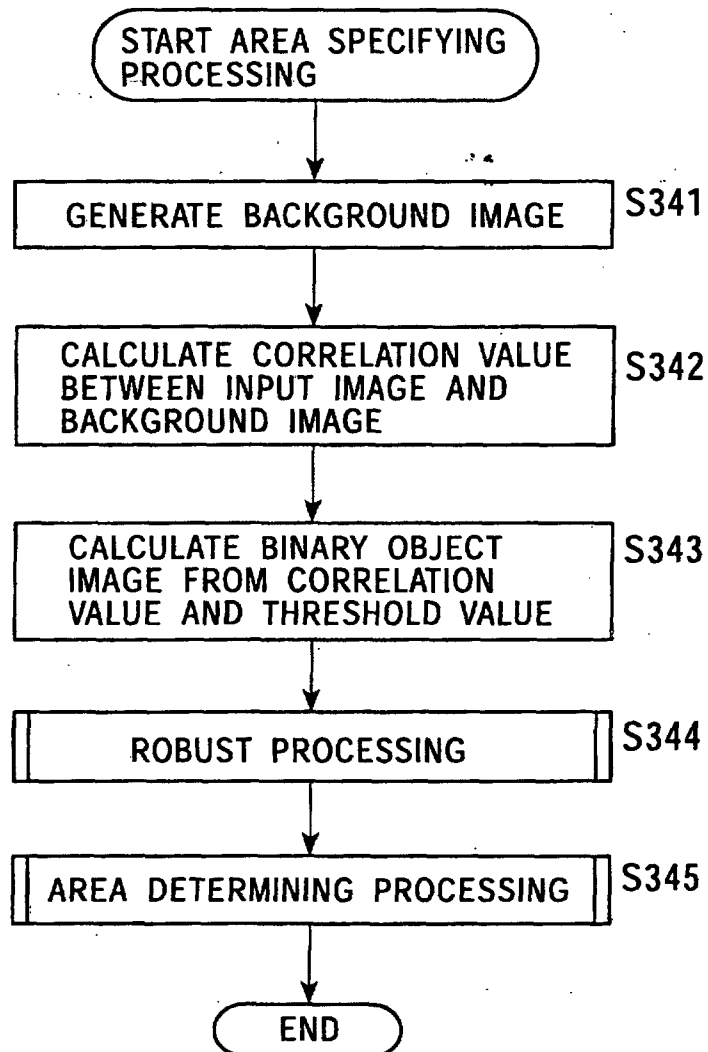 START AREA SPECIFYING
PROCESSING
GENERATE BACKGROUND IMAGE
S341
CALCULATE CORRELATION VALUE
BETWEEN INPUT IMAGE AND
BACKGROUND IMAGE
S342
CALCULATE BINARY OBJECT
IMAGE FROM CORRELATION
VALUE AND THRESHOLD VALUE
S343
ROBUST PROCESSING
S344
AREA DETERMINING PROCESSING
S345
END